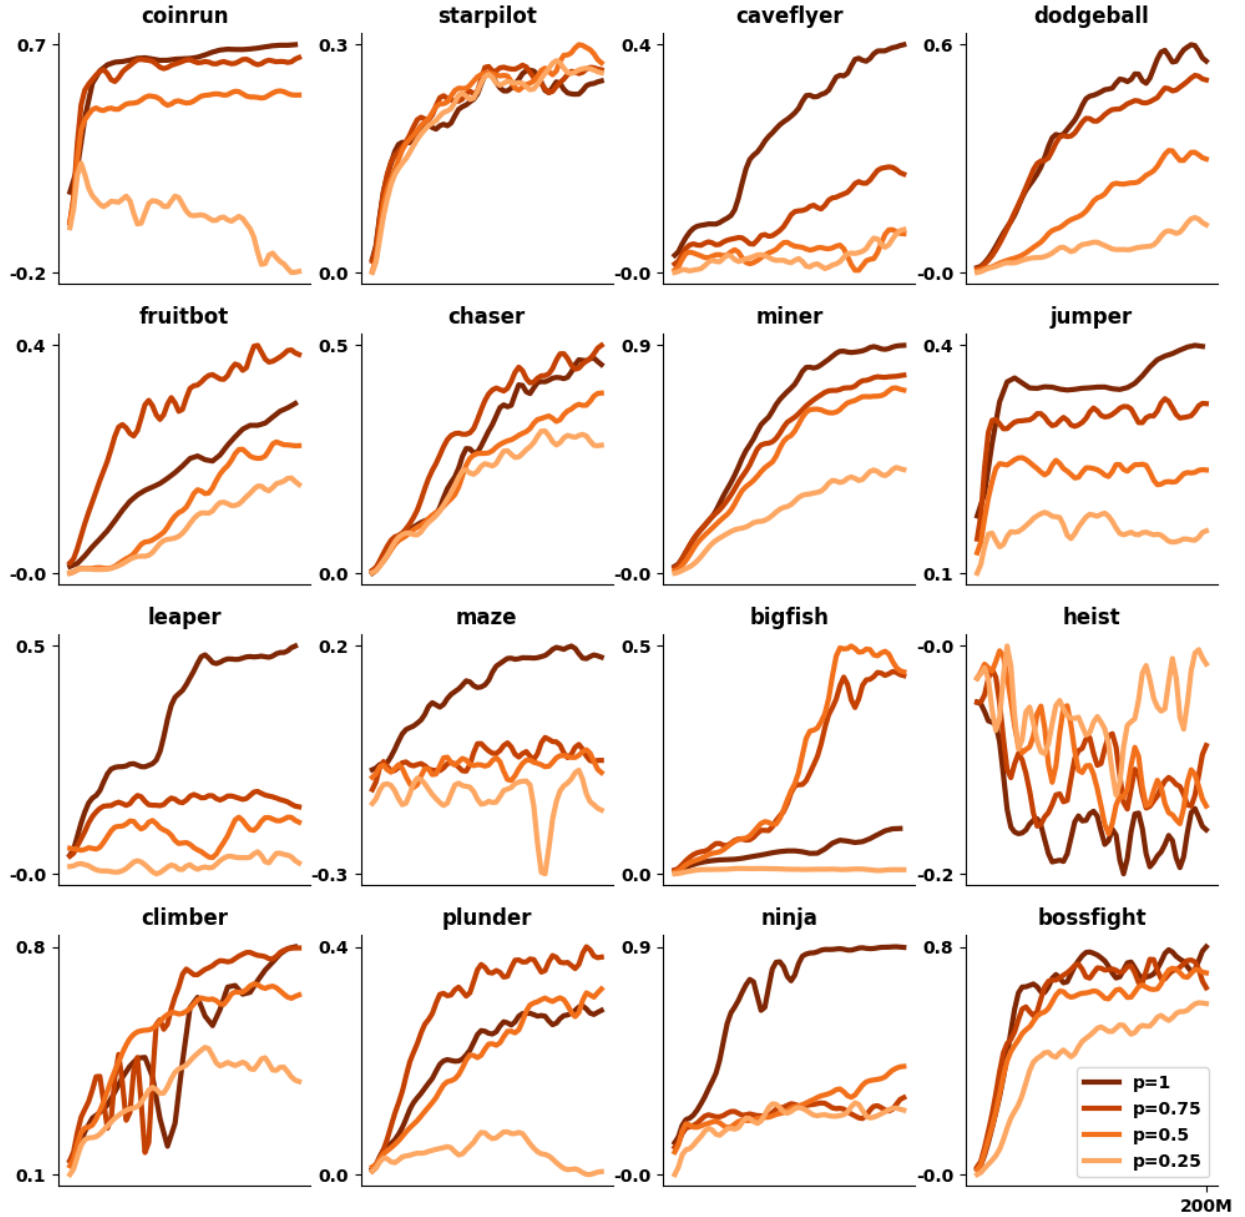 coinrun starpilot caveflyer dodgeball
0.7 0.3 0.4 0.6
-0.2 0.0 -0.0 -0.0
fruitbot chaser miner jumper
0.4 0.5 0.9 0.4
-0.0 0.0 -0.0 0.1
leaper maze bigfish heist
0.5 0.2 0.5 -0.0
-0.0 -0.3 0.0 -0.2
climber plunder ninja bossfight
0.8 0.4 0.9 0.8
p=1
p=0.75
p=0.5
p=0.25
0.1 0.0 -0.0 -0.0
200M